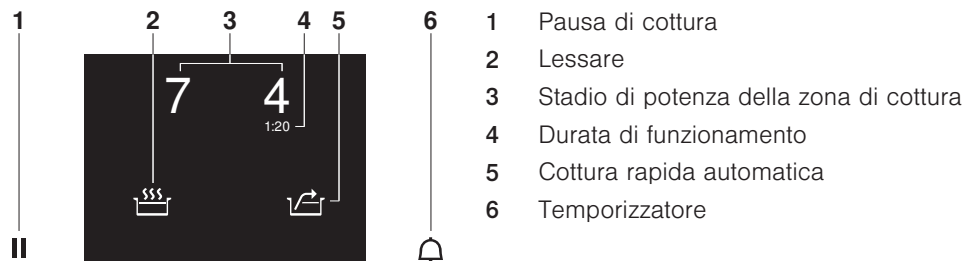 1 2 3 4 5 6
7 4
1:20
1 Pausa di cottura
2 Lessare
3 Stadio di potenza della zona di cottura
4 Durata di funzionamento
5 Cottura rapida automatica
6 Temporizzatore